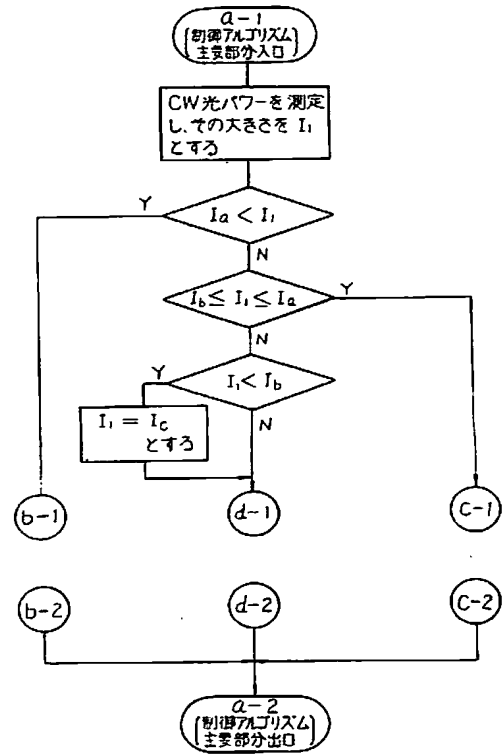 a-1
(制御アルゴリズム
主要部分入口)
CW光パワーを測定
し、その大きさを I₁
とする
Y
Ia < I₁
N
Ib ≤ I₁ ≤ Ia
Y
N
Y
I₁ < Ib
I₁ = Ic
とする
N
b-1
d-1
c-1
b-2
d-2
c-2
a-2
(制御アルゴリズム
主要部分出口)